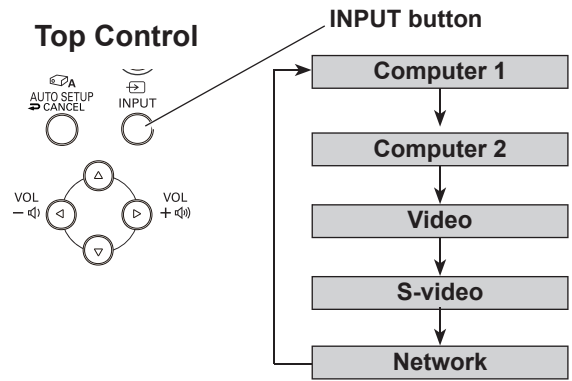 INPUT button
Top Control
A
AUTO SETUP
CANCEL
INPUT
VOL
−
VOL
+
Computer 1
Computer 2
Video
S-video
Network